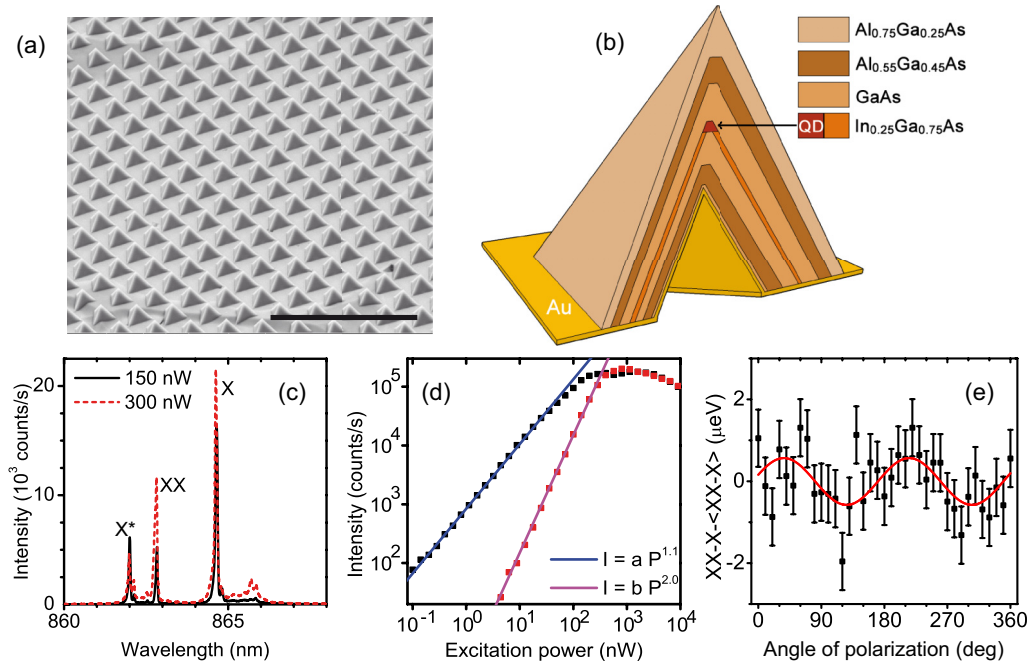 (a)
(b)
Al₀.₇₅Ga₀.₂₅As
Al₀.₅₅Ga₀.₄₅As
GaAs
QD In₀.₂₅Ga₀.₇₅As
Au
(c)
150 nW
300 nW
X
XX
X*
Intensity (10³ counts/s)
20
10
0
860 865
Wavelength (nm)
(d)
Intensity (counts/s)
10⁵
10⁴
10³
10²
I = a P¹·¹
I = b P²·⁰
10⁻¹ 10⁰ 10¹ 10² 10³ 10⁴
Excitation power (nW)
(e)
XX-X-<XX-X> (μeV)
2
0
-2
0 90 180 270 360
Angle of polarization (deg)